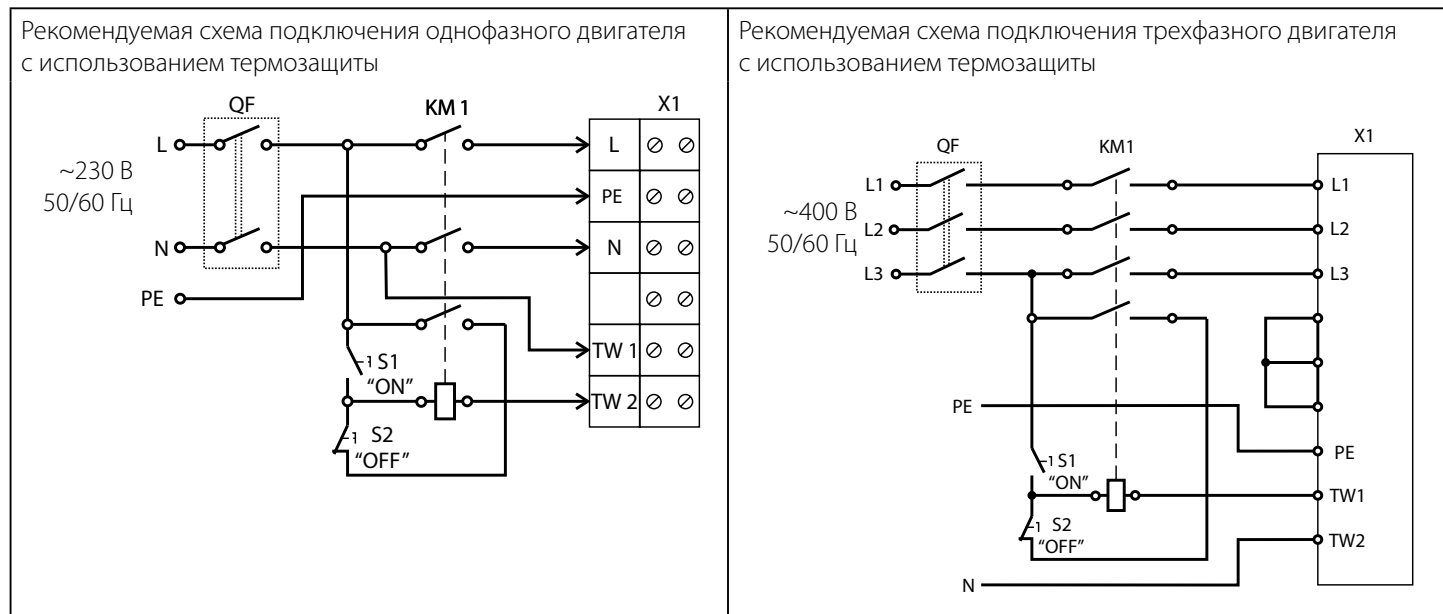 Рекомендуемая схема подключения однофазного двигателя
с использованием термозащиты
QF
KM 1
X1
L
L
~230 В
50/60 Гц
PE
N
N
PE
TW 1
S1
“ON”
TW 2
S2
“OFF”
Рекомендуемая схема подключения трехфазного двигателя
с использованием термозащиты
QF
KM1
X1
L1
L1
~400 В
50/60 Гц
L2
L2
L3
L3
PE
PE
S1
“ON”
TW1
S2
“OFF”
TW2
N